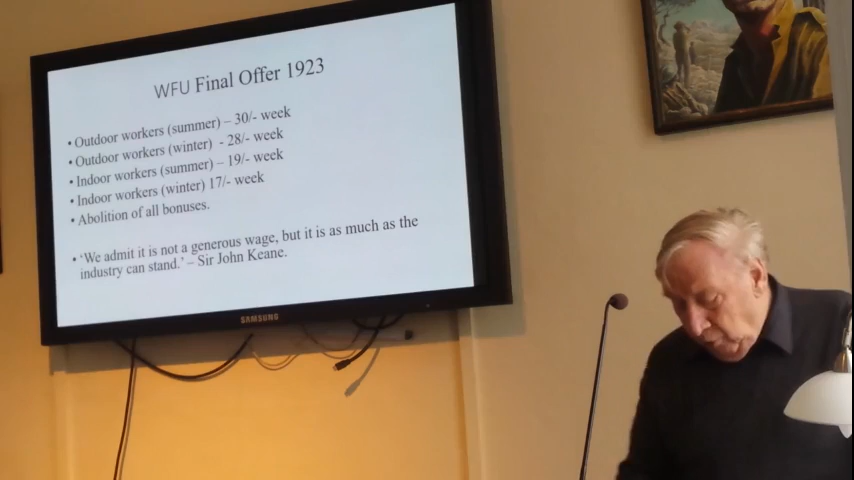 WFU Final Offer 1923
• Outdoor workers (summer) – 30/- week
• Outdoor workers (winter) - 28/- week
• Indoor workers (summer) – 19/- week
• Indoor workers (winter) 17/- week
• Abolition of all bonuses.
• ‘We admit it is not a generous wage, but it is as much as the
industry can stand.’ – Sir John Keane.
SAMSUNG